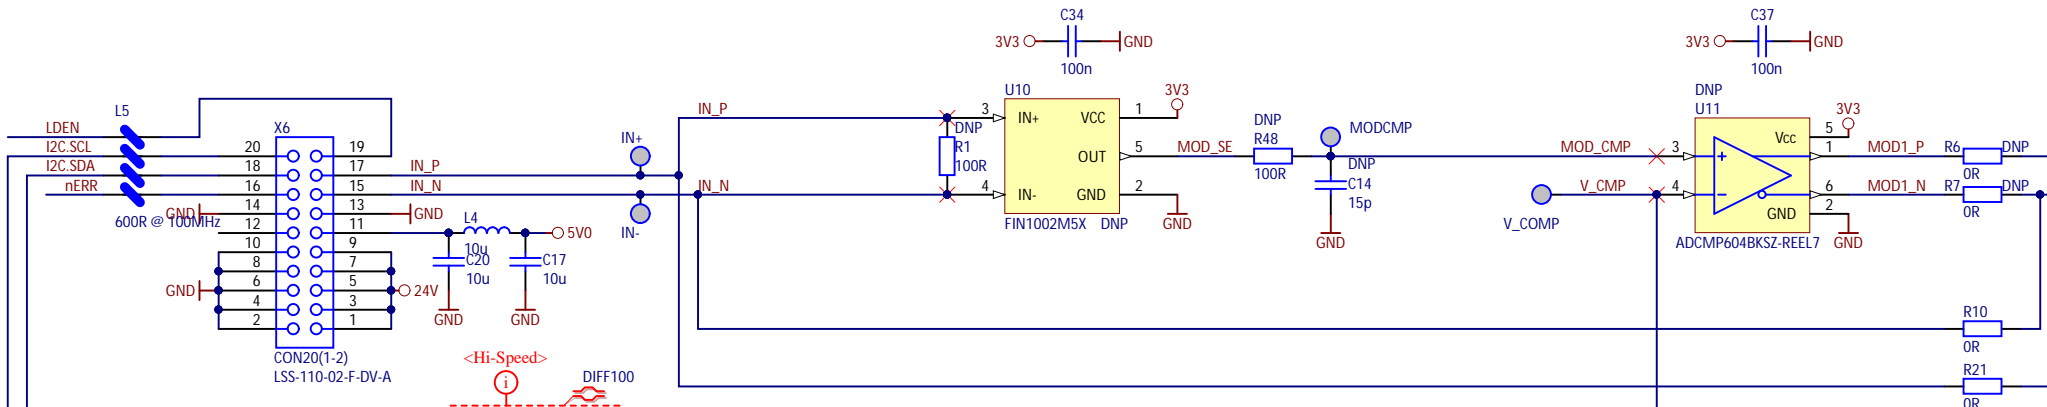 C34
3V3
GND
100n
C37
3V3
GND
100n
L5
LDEN
I2C.SCL
I2C.SDA
nERR
600R @ 100MHz
X6
20
19
18
17
16
15
14
13
12
11
10
9
8
7
6
5
4
3
2
1
GND
GND
GND
24V
CON20(1-2)
LSS-110-02-F-DV-A
IN_P
IN_N
L4
10u
5V0
C20
10u
C17
10u
GND
GND
<Hi-Speed>
i
DIFF100
IN+
IN-
IN_P
IN_N
DNP
R1
100R
U10
3
IN+
VCC
1
3V3
OUT
5
MOD_SE
4
IN-
GND
2
GND
FIN1002M5X
DNP
DNP
R48
100R
MODCMP
DNP
C14
15p
GND
MOD_CMP
V_CMP
V_COMP
DNP
U11
3V3
Vcc
5
3
+
1
MOD1_P
4
-
6
MOD1_N
GND
2
GND
ADCMP604BKSZ-REEL7
R6
DNP
0R
R7
DNP
0R
R10
0R
R21
0R